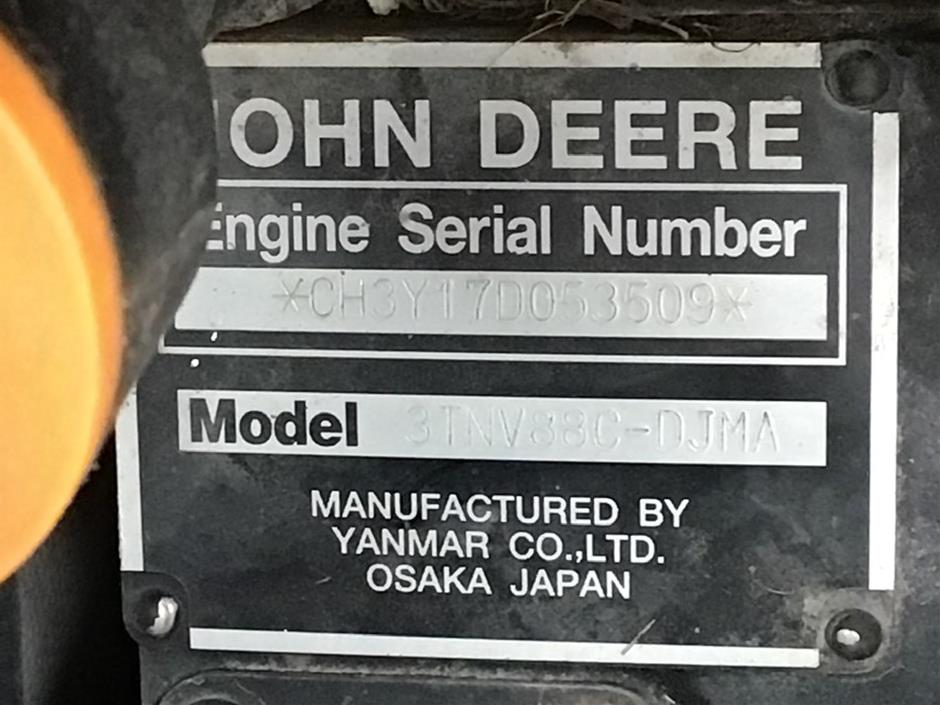 JOHN DEERE
Engine Serial Number
*CH3Y17D053509*
Model 3TNV88C-DJMA
MANUFACTURED BY
YANMAR CO.,LTD.
OSAKA JAPAN